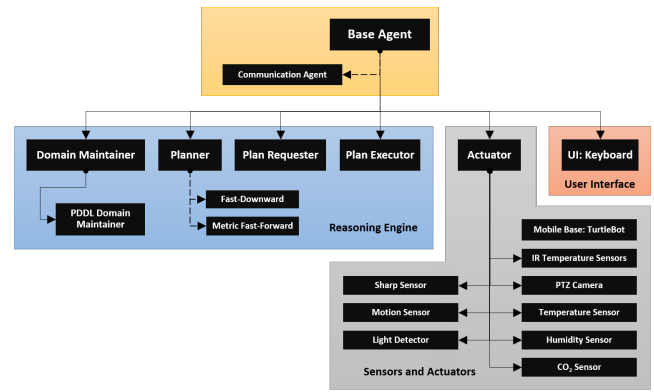 Base Agent
Communication Agent
Domain Maintainer
Planner
Plan Requester
Plan Executor
Actuator
UI: Keyboard
User Interface
PDDL Domain
Maintainer
Fast-Downward
Metric Fast-Forward
Reasoning Engine
Mobile Base: TurtleBot
IR Temperature Sensors
Sharp Sensor
PTZ Camera
Motion Sensor
Temperature Sensor
Light Detector
Humidity Sensor
Sensors and Actuators
CO₂ Sensor